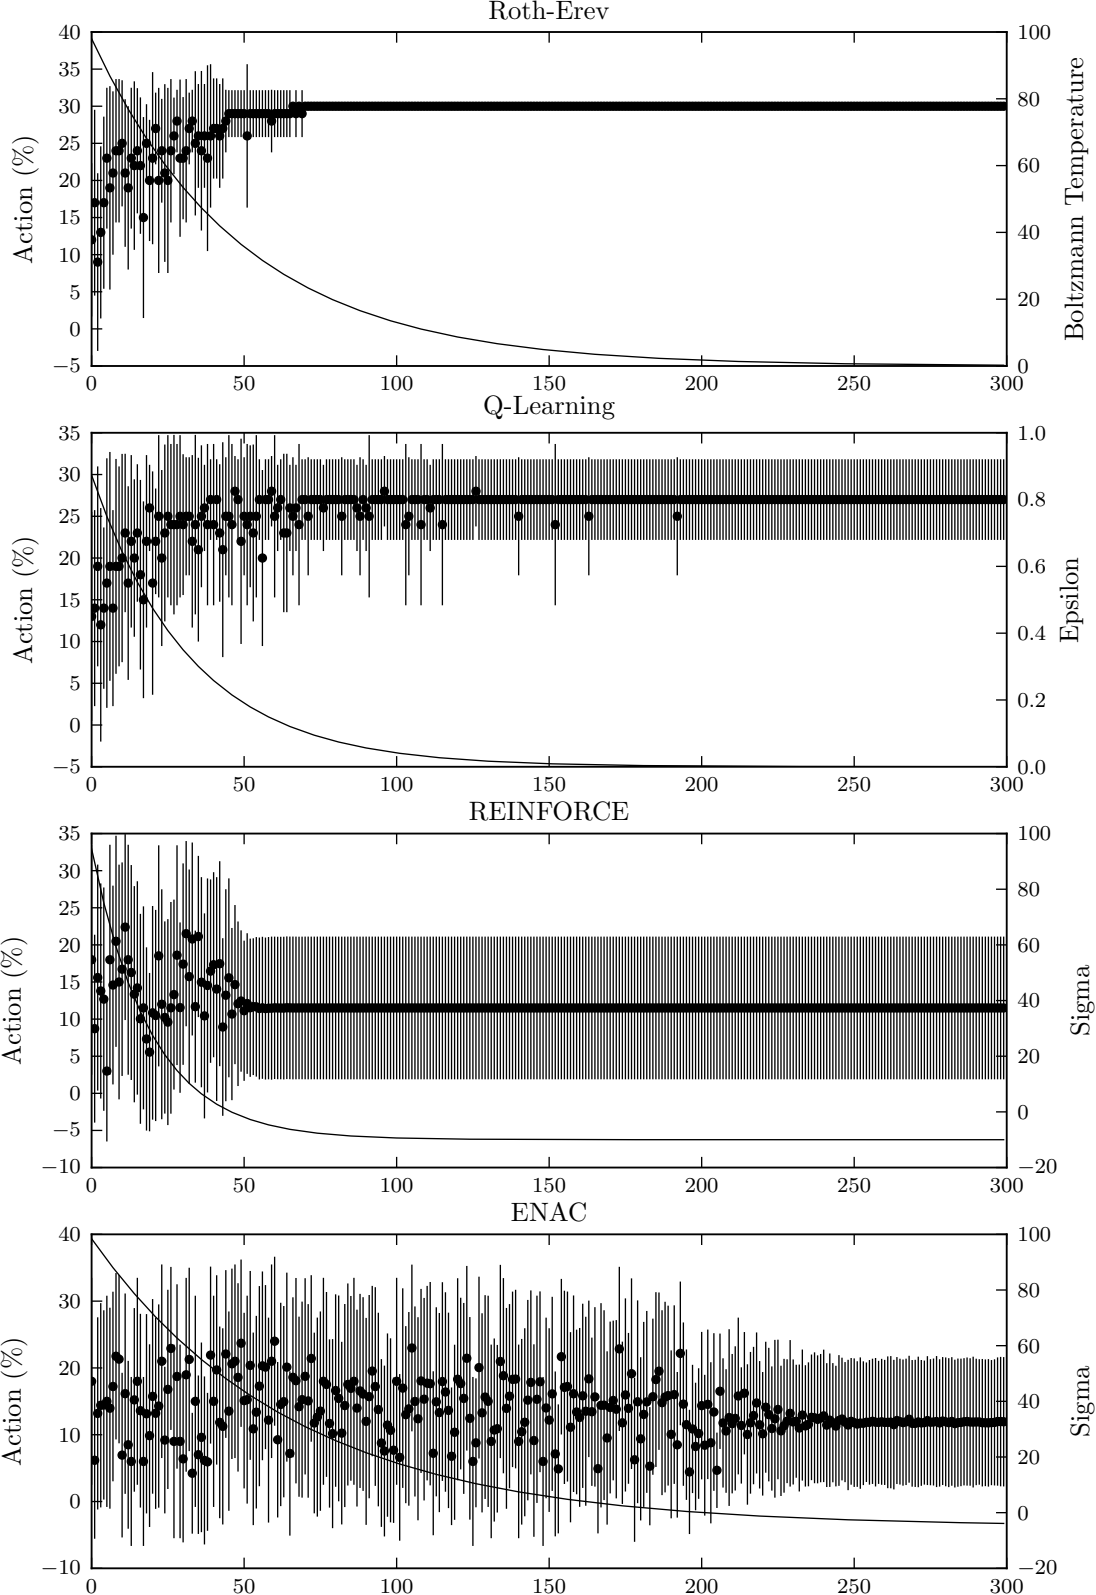 Roth-Erev
40 100
35
30 80
25
20 60
15
10 40
5
0 20
−5 0
0 50 100 150 200 250 300
Action (%)
Boltzmann Temperature
Q-Learning
35 1.0
30
25 0.8
20
15 0.6
10 0.4
5
0 0.2
−5 0.0
0 50 100 150 200 250 300
Action (%)
Epsilon
REINFORCE
35 100
30
25 80
20 60
15
10 40
5 20
0
−5 0
−10 −20
0 50 100 150 200 250 300
Action (%)
Sigma
ENAC
40 100
30 80
20 60
10 40
0 20
0
−10 −20
0 50 100 150 200 250 300
Action (%)
Sigma